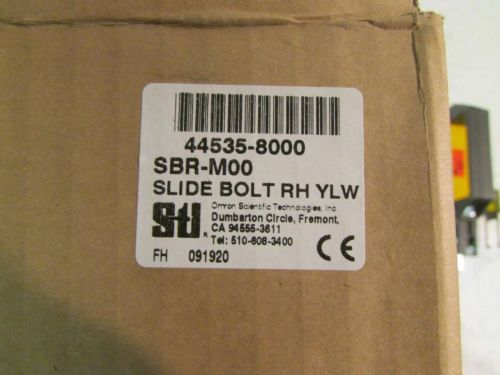 44535-8000
SBR-M00
SLIDE BOLT RH YLW
Sti® Omron Scientific Technologies, Inc.
Dumbarton Circle, Fremont,
CA 94555-3611
Tel: 510-608-3400
FH 091920
CE